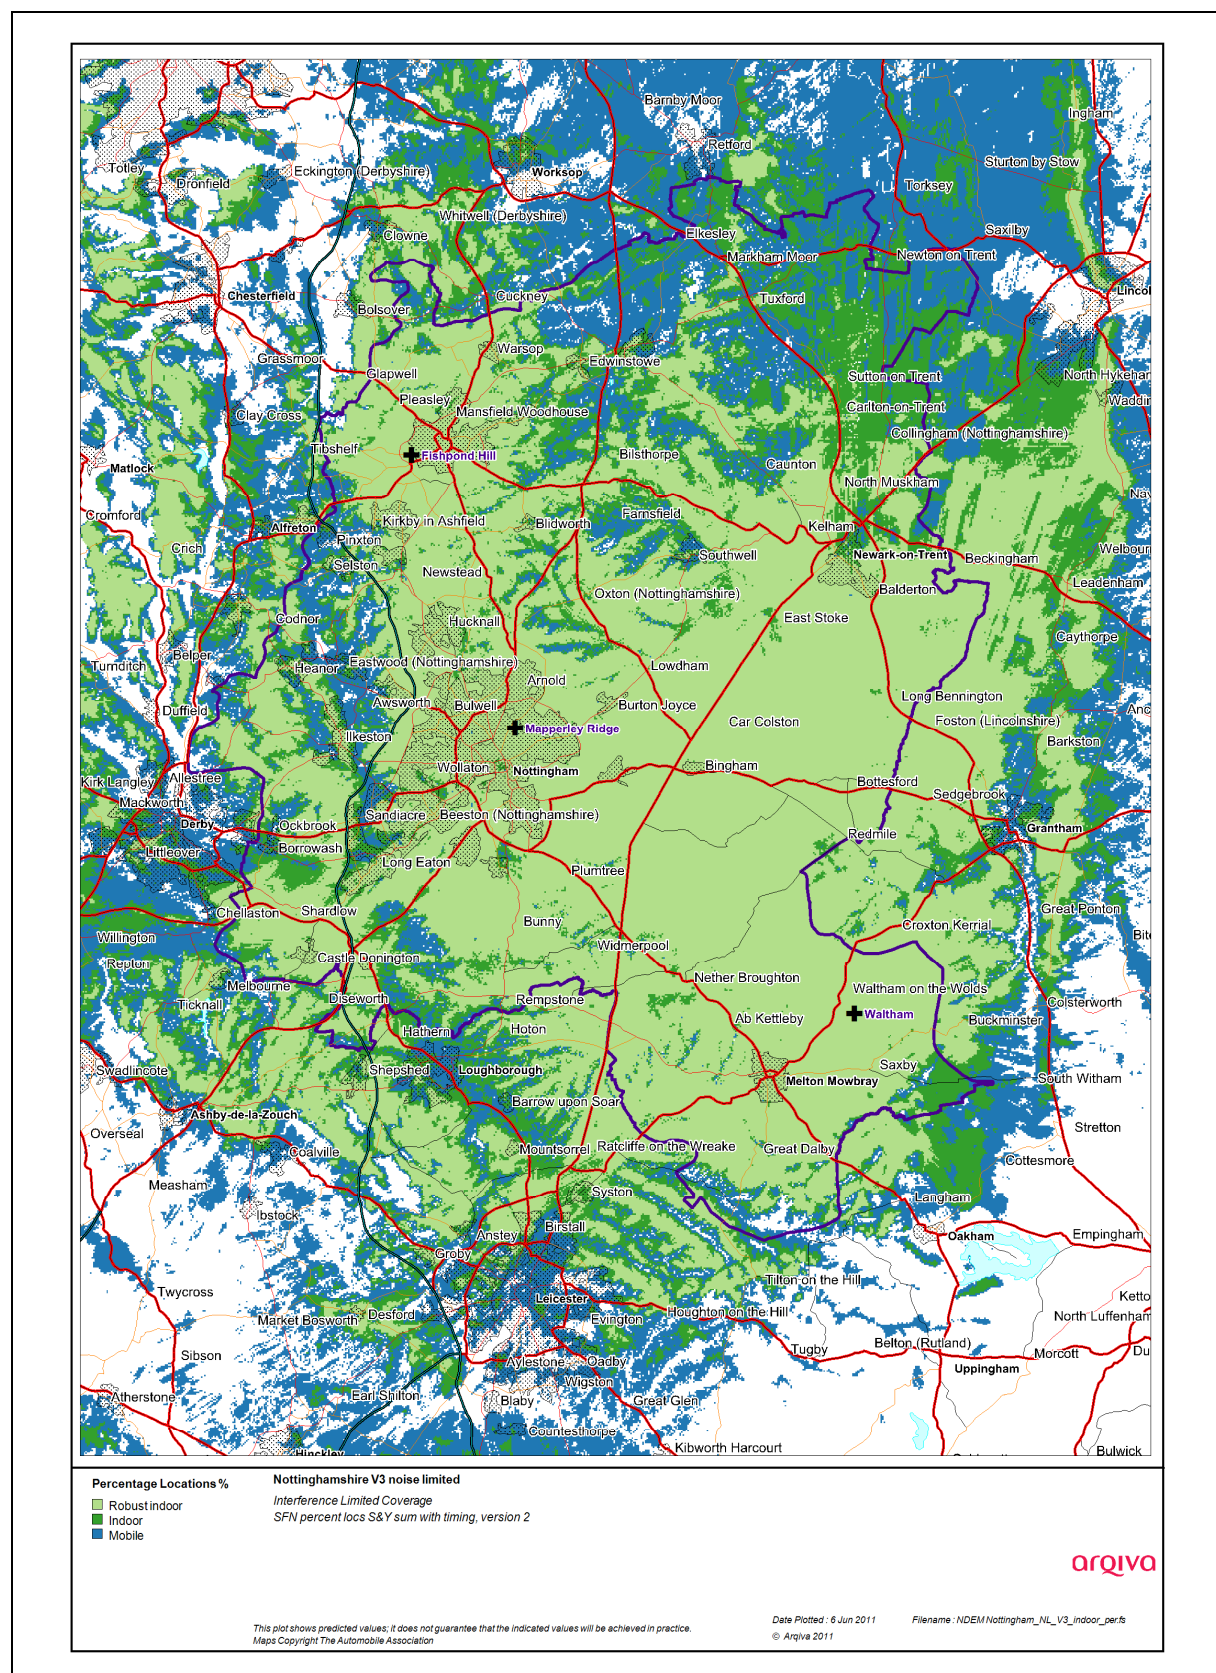 Barnby Moor
Ingham
Retford
Totley
Eckington (Derbyshire)
Worksop
Sturton by Stow
Dronfield
Torksey
Whitwell (Derbyshire)
Clowne
Elkesley
Saxilby
Markham Moor
Newton on Trent
Chesterfield
Cuckney
Tuxford
Lincol
Bolsover
Warsop
Grassmoor
Edwinstowe
Glapwell
Sutton on Trent
North Hykeham
Pleasley
Waddin
Clay Cross
Mansfield Woodhouse
Carlton-on-Trent
Collingham (Nottinghamshire)
Tibshelf
Fishpond Hill
Bilsthorpe
Caunton
Matlock
North Muskham
Nav
Cromford
Alfreton
Kirkby in Ashfield
Blidworth
Farnsfield
Kelham
Crich
Pinxton
Southwell
Newark-on-Trent
Beckingham
Welbour
Selston
Newstead
Leadenham
Oxton (Nottinghamshire)
Balderton
Codnor
Hucknall
East Stoke
Caythorpe
Belper
Turnditch
Heanor
Eastwood (Nottinghamshire)
Lowdham
Arnold
Duffield
Awsworth
Bulwell
Burton Joyce
Long Bennington
Anc
Ilkeston
Mapperley Ridge
Car Colston
Foston (Lincolnshire)
Barkston
Kirk Langley
Allestree
Wollaton
Nottingham
Bingham
Bottesford
Mackworth
Sedgebrook
Derby
Ockbrook
Sandiacre
Beeston (Nottinghamshire)
Redmile
Grantham
Littleover
Borrowash
Long Eaton
Plumtree
Chellaston
Shardlow
Bunny
Great Ponton
Willington
Widmerpool
Croxton Kerrial
Bite
Repton
Castle Donington
Melbourne
Nether Broughton
Waltham on the Wolds
Ticknall
Diseworth
Rempstone
Colsterworth
Hathern
Hoton
Ab Kettleby
Waltham
Buckminster
Swadlincote
Shepshed
Loughborough
Saxby
South Witham
Melton Mowbray
Ashby-de-la-Zouch
Barrow upon Soar
Overseal
Stretton
Coalville
Mountsorrel
Ratcliffe on the Wreake
Great Dalby
Cottesmore
Measham
Syston
Langham
Ibstock
Anstey
Birstall
Oakham
Empingham
Groby
Twycross
Tilton on the Hill
Leicester
Ketto
Market Bosworth
Desford
Evington
Houghton on the Hill
North Luffenham
Sibson
Belton (Rutland)
Tugby
Morcott
Du
Aylestone
Oadby
Uppingham
Atherstone
Earl Shilton
Wigston
Blaby
Great Glen
Countesthorpe
Hinckley
Kibworth Harcourt
Bulwick
Percentage Locations %
Robust indoor
Indoor
Mobile
Nottinghamshire V3 noise limited
Interference Limited Coverage
SFN percent locs S&Y sum with timing, version 2
arqiva
This plot shows predicted values; it does not guarantee that the indicated values will be achieved in practice.
Maps Copyright The Automobile Association
Date Plotted : 6 Jun 2011
Filename : NDEM Nottingham_NL_V3_indoor_per.fs
© Arqiva 2011